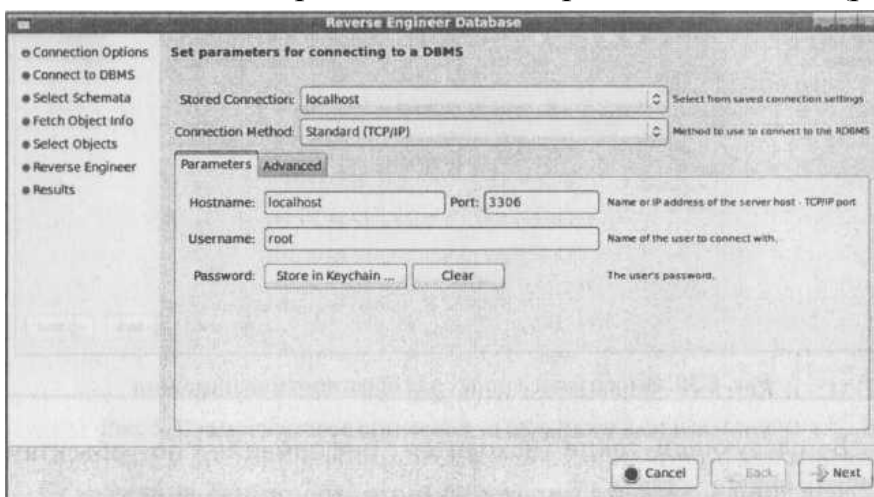 Reverse Engineer Database
Connection Options
Connect to DBMS
Select Schemata
Fetch Object Info
Select Objects
Reverse Engineer
Results
Set parameters for connecting to a DBMS
Stored Connection: localhost Select from saved connection settings
Connection Method: Standard (TCP/IP) Method to use to connect to the RDBMS
Parameters Advanced
Hostname: localhost Port: 3306 Name or IP address of the server host - TCP/IP port
Username: root Name of the user to connect with.
Password: Store in Keychain ... Clear The user's password.
Cancel Back Next